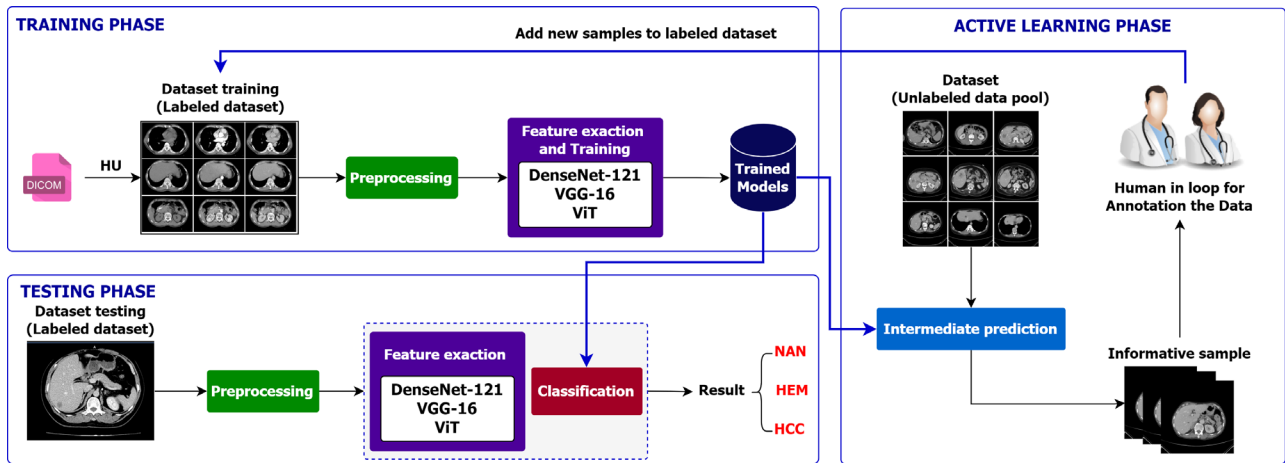 TRAINING PHASE
Add new samples to labeled dataset
Dataset training
(Labeled dataset)
DICOM
HU
Preprocessing
Feature exaction
and Training
DenseNet-121
VGG-16
ViT
Trained
Models
TESTING PHASE
Dataset testing
(Labeled dataset)
Preprocessing
Feature exaction
DenseNet-121
VGG-16
ViT
Classification
Result
NAN
HEM
HCC
ACTIVE LEARNING PHASE
Dataset
(Unlabeled data pool)
Human in loop for
Annotation the Data
Intermediate prediction
Informative sample